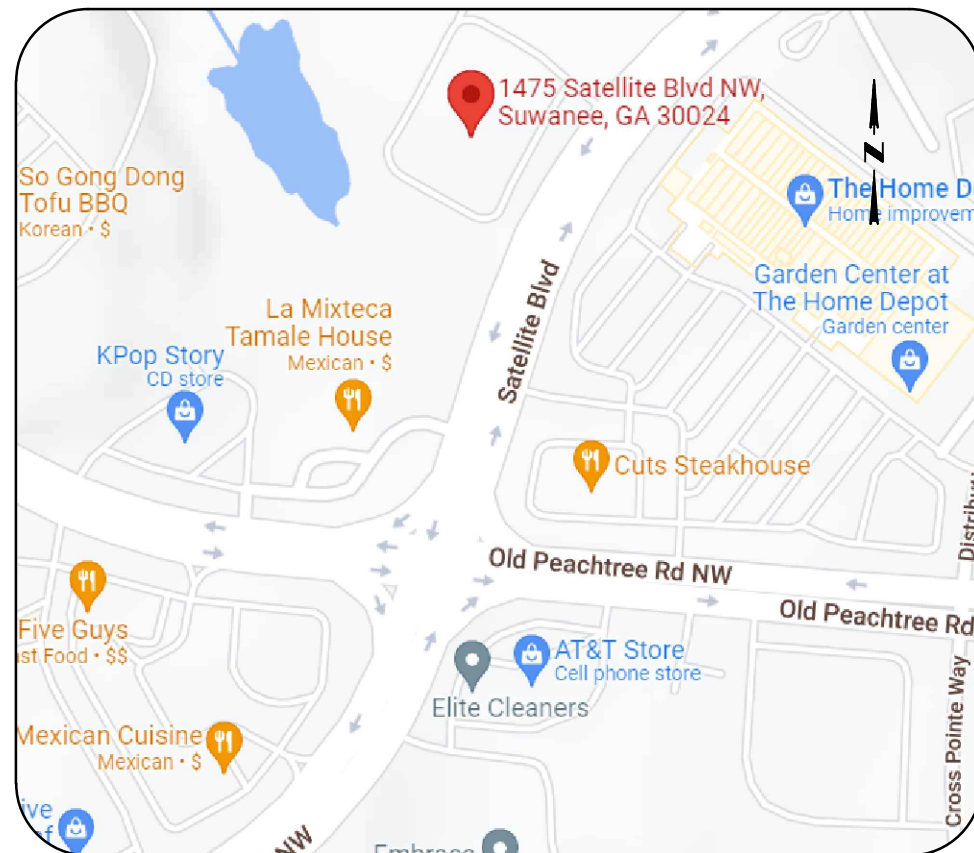 1475 Satellite Blvd NW,
Suwanee, GA 30024
N
So Gong Dong
Tofu BBQ
Korean • $
The Home D
Home improvem
Garden Center at
The Home Depot
Garden center
La Mixteca
Tamale House
Mexican • $
Satellite Blvd
KPop Story
CD store
Cuts Steakhouse
Distribu
Old Peachtree Rd NW
Old Peachtree Rd
Five Guys
ast Food • $$
AT&T Store
Cell phone store
Elite Cleaners
Cross Pointe Way
Mexican Cuisine
Mexican • $
ive
NW
Embrace